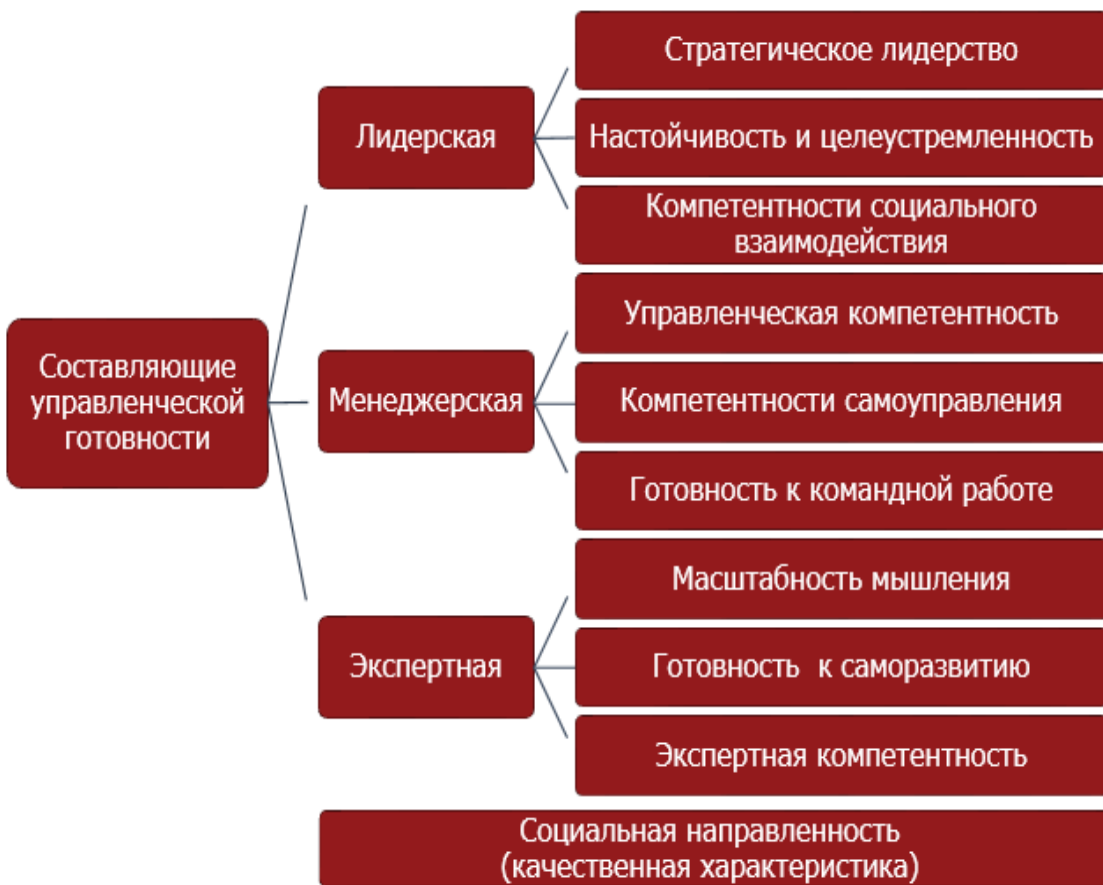 Составляющие
управленческой
готовности
Лидерская
Стратегическое лидерство
Настойчивость и целеустремленность
Компетентности социального
взаимодействия
Менеджерская
Управленческая компетентность
Компетентности самоуправления
Готовность к командной работе
Экспертная
Масштабность мышления
Готовность к саморазвитию
Экспертная компетентность
Социальная направленность
(качественная характеристика)